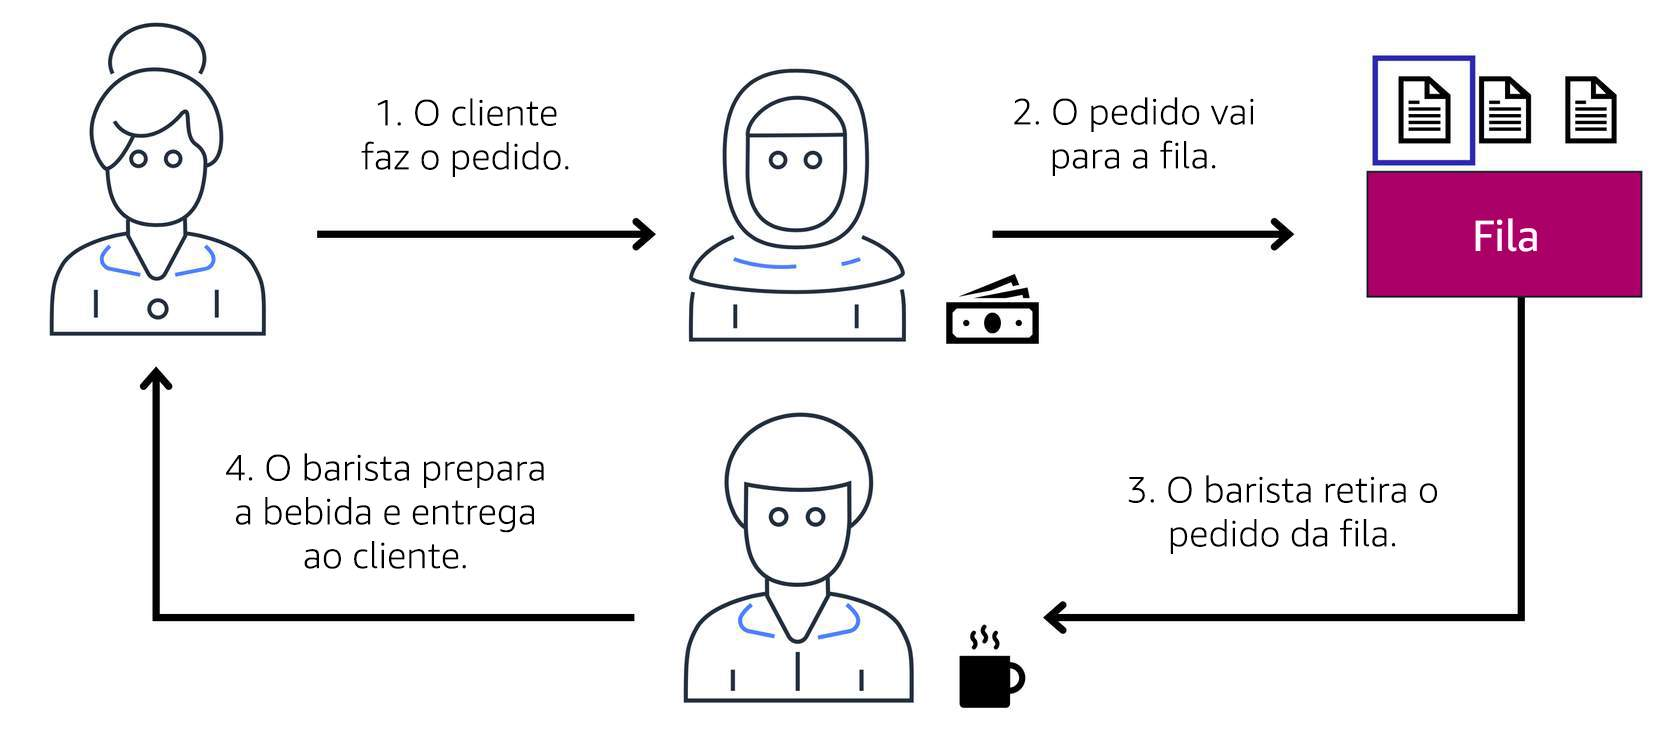 1. O cliente
faz o pedido.
2. O pedido vai
para a fila.
Fila
3. O barista retira o
pedido da fila.
4. O barista prepara
a bebida e entrega
ao cliente.